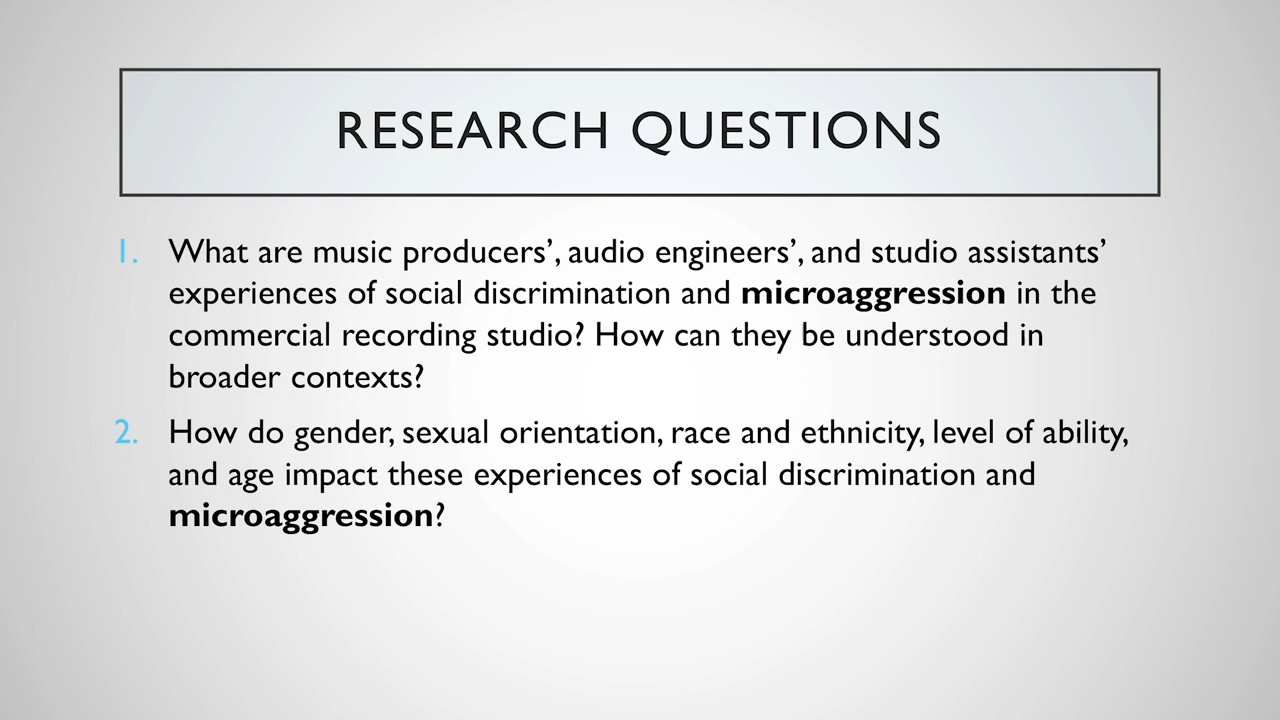 RESEARCH QUESTIONS
1. What are music producers’, audio engineers’, and studio assistants’
experiences of social discrimination and microaggression in the
commercial recording studio? How can they be understood in
broader contexts?
2. How do gender, sexual orientation, race and ethnicity, level of ability,
and age impact these experiences of social discrimination and
microaggression?